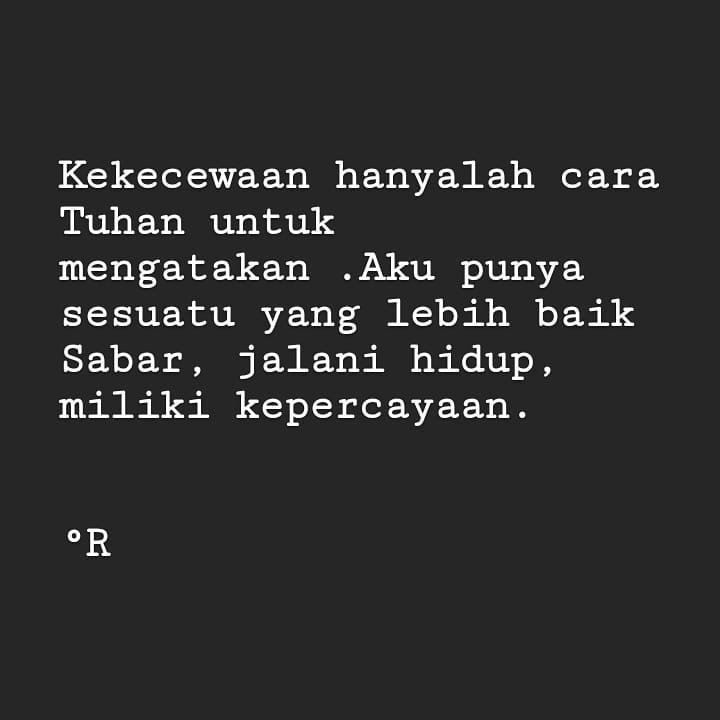 Kekecewaan hanyalah cara
Tuhan untuk
mengatakan .Aku punya
sesuatu yang lebih baik
Sabar, jalani hidup,
miliki kepercayaan.
°R